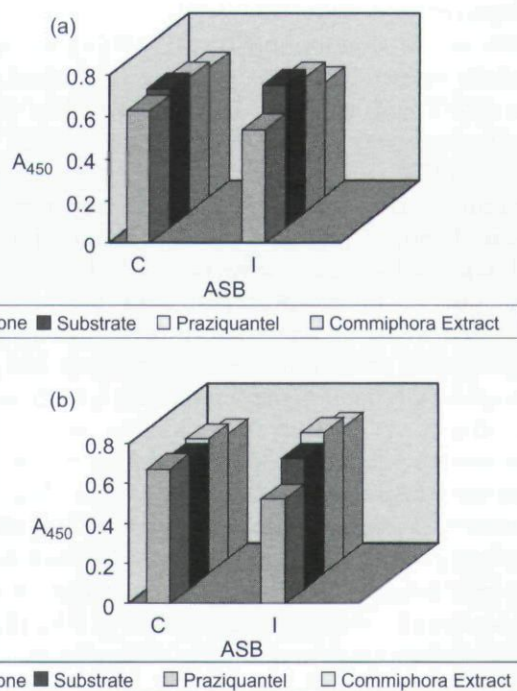 (a)
0.8
0.6
A450 0.4
0.2
0
C I
ASB
one Substrate Praziquantel Commiphora Extract
(b)
0.8
0.6
A450 0.4
0.2
0
C I
ASB
one Substrate Praziquantel Commiphora Extract